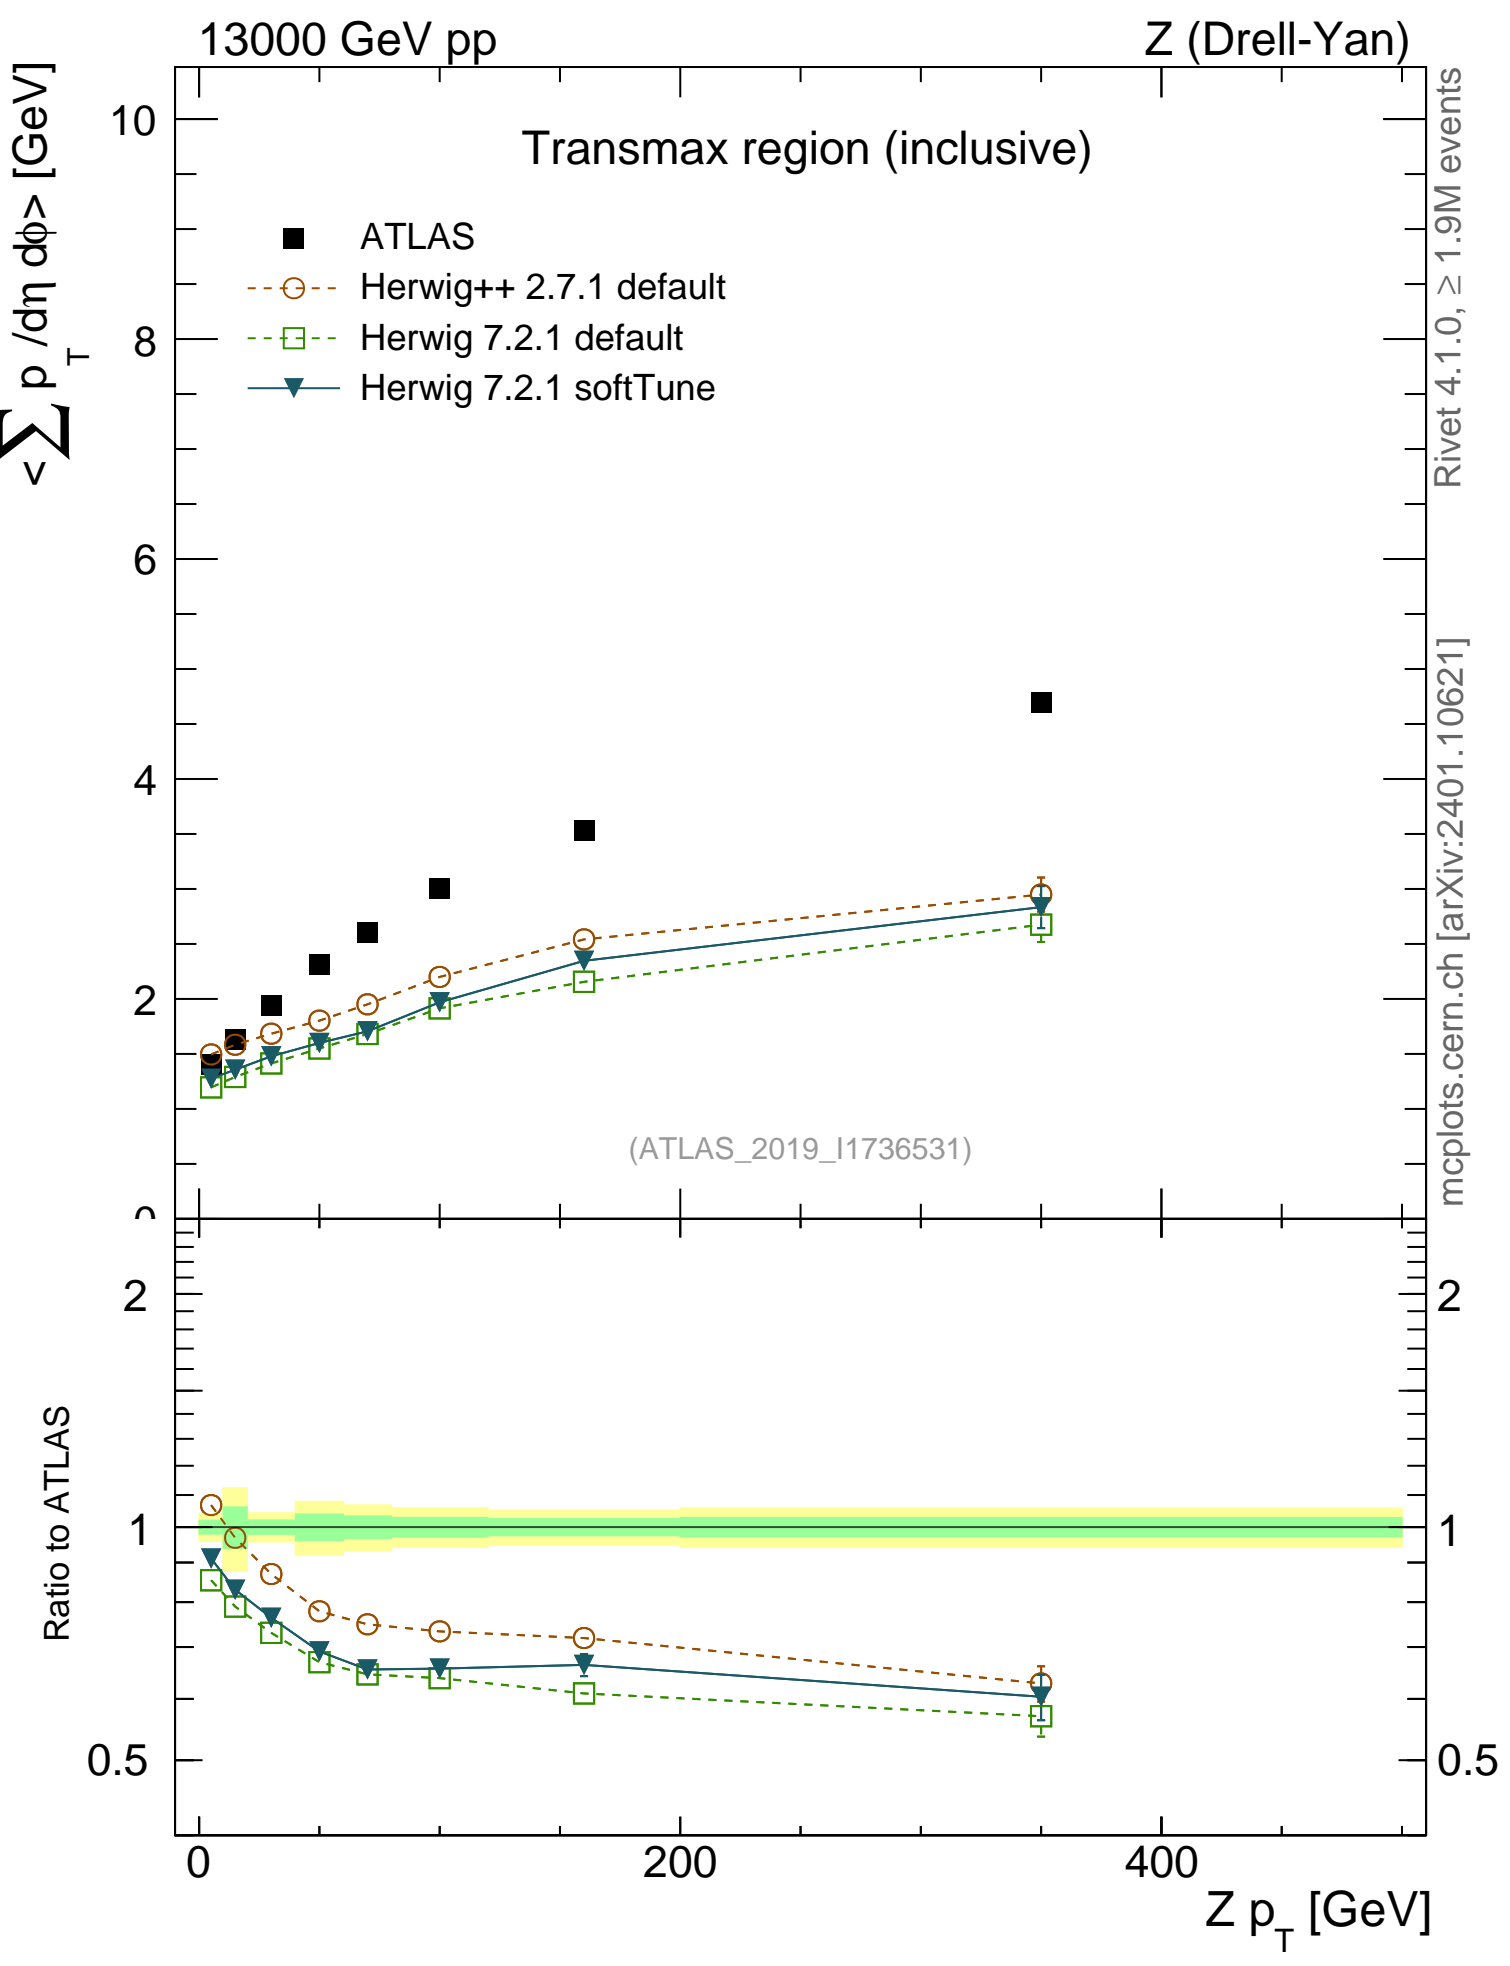 13000 GeV pp
Z (Drell-Yan)
<∑ p_T/dη dϕ> [GeV]
Transmax region (inclusive)
ATLAS
Herwig++ 2.7.1 default
Herwig 7.2.1 default
Herwig 7.2.1 softTune
10
8
6
4
2
0
(ATLAS_2019_I1736531)
Rivet 4.1.0, ≥ 1.9M events
mcplots.cern.ch [arXiv:2401.10621]
Ratio to ATLAS
2
1
0.5
2
1
0.5
0
200
400
Z p_T [GeV]